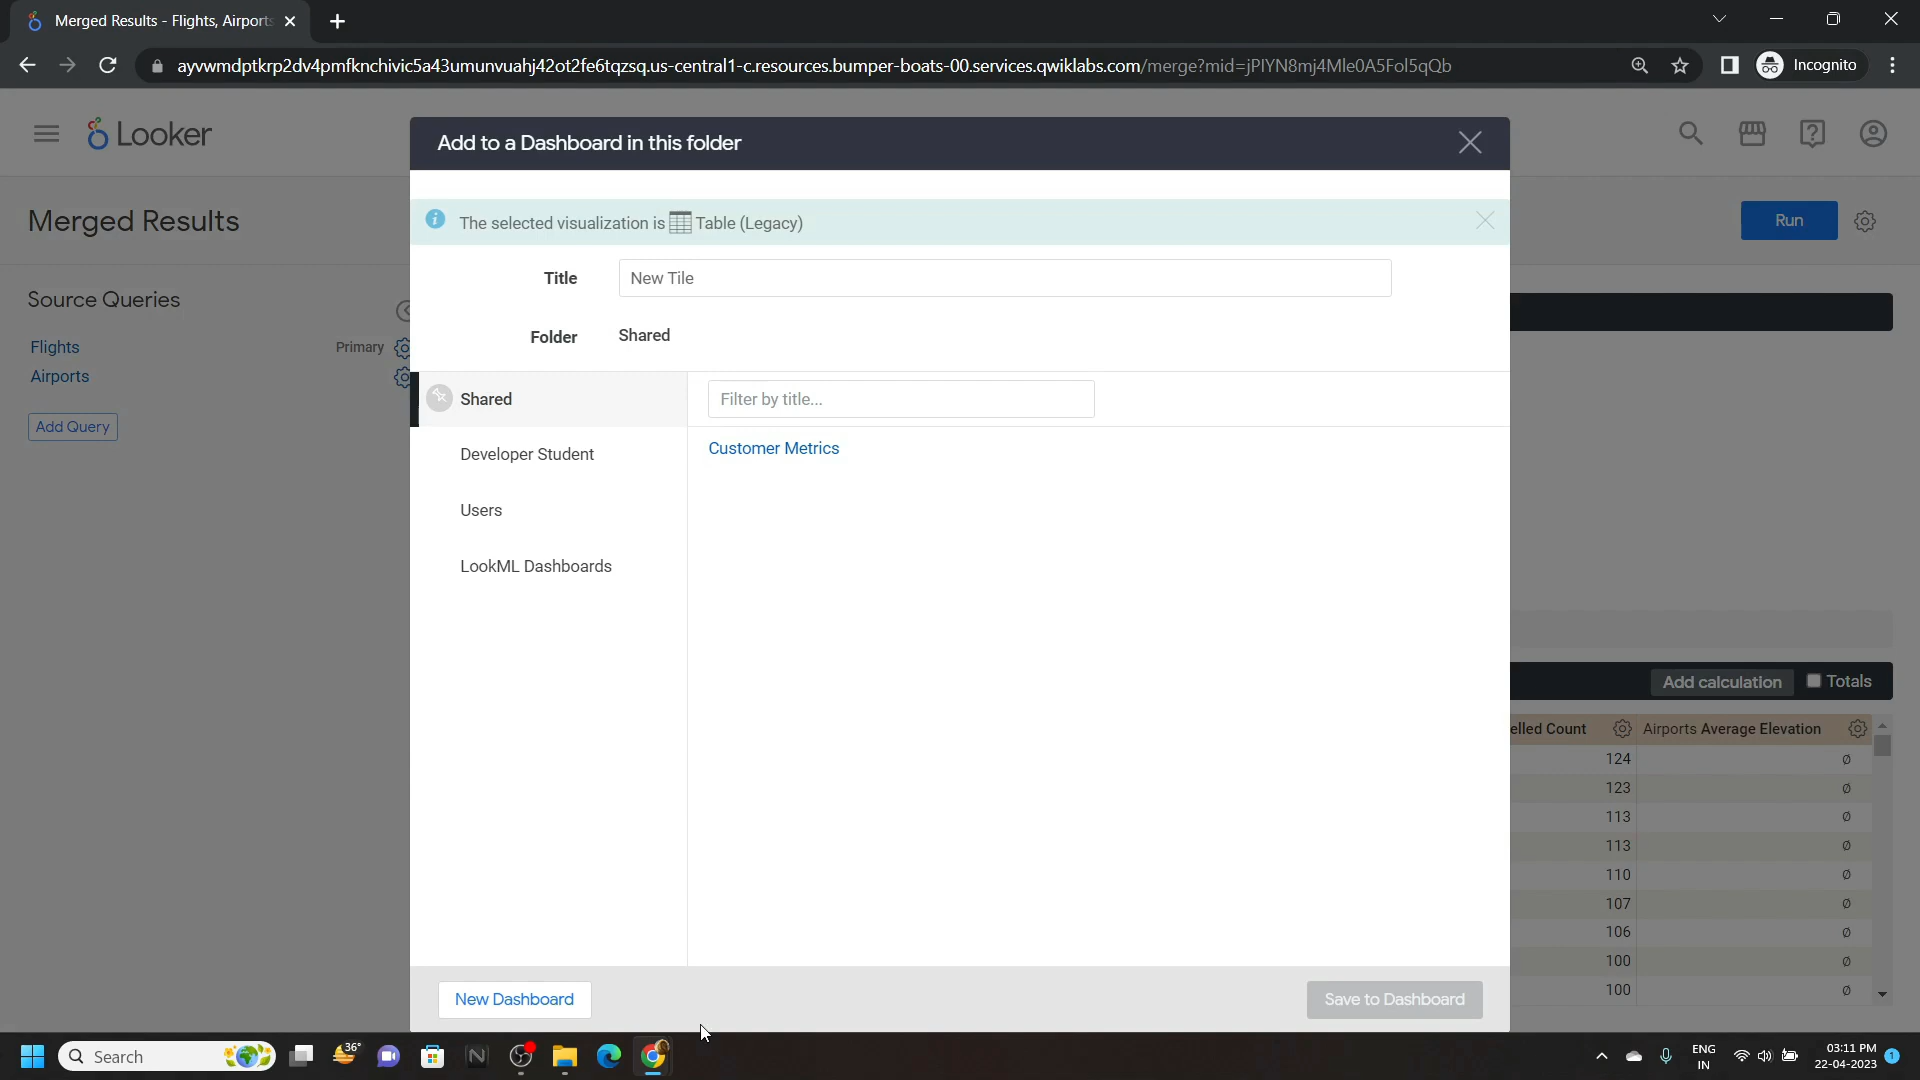 Merged Results - Flights, Airports
ayvwmdptkrp2dv4pmfknchivic5a43umunvuahj42ot2fe6tqzsq.us-central1-c.resources.bumper-boats-00.services.qwiklabs.com/merge?mid=jPIYN8mj4Mle0A5Fol5qQb
Incognito
Looker
Add to a Dashboard in this folder
Merged Results
Run
The selected visualization is Table (Legacy)
Title New Tile
Source Queries
Folder Shared
Flights Primary
Airports
Shared
Filter by title...
Add Query
Customer Metrics
Developer Student
Users
LookML Dashboards
Add calculation Totals
elled Count Airports Average Elevation
124 Ø
123 Ø
113 Ø
113 Ø
110 Ø
107 Ø
106 Ø
100 Ø
100 Ø
New Dashboard
Save to Dashboard
Search
36°
ENG
IN
03:11 PM
22-04-2023
1